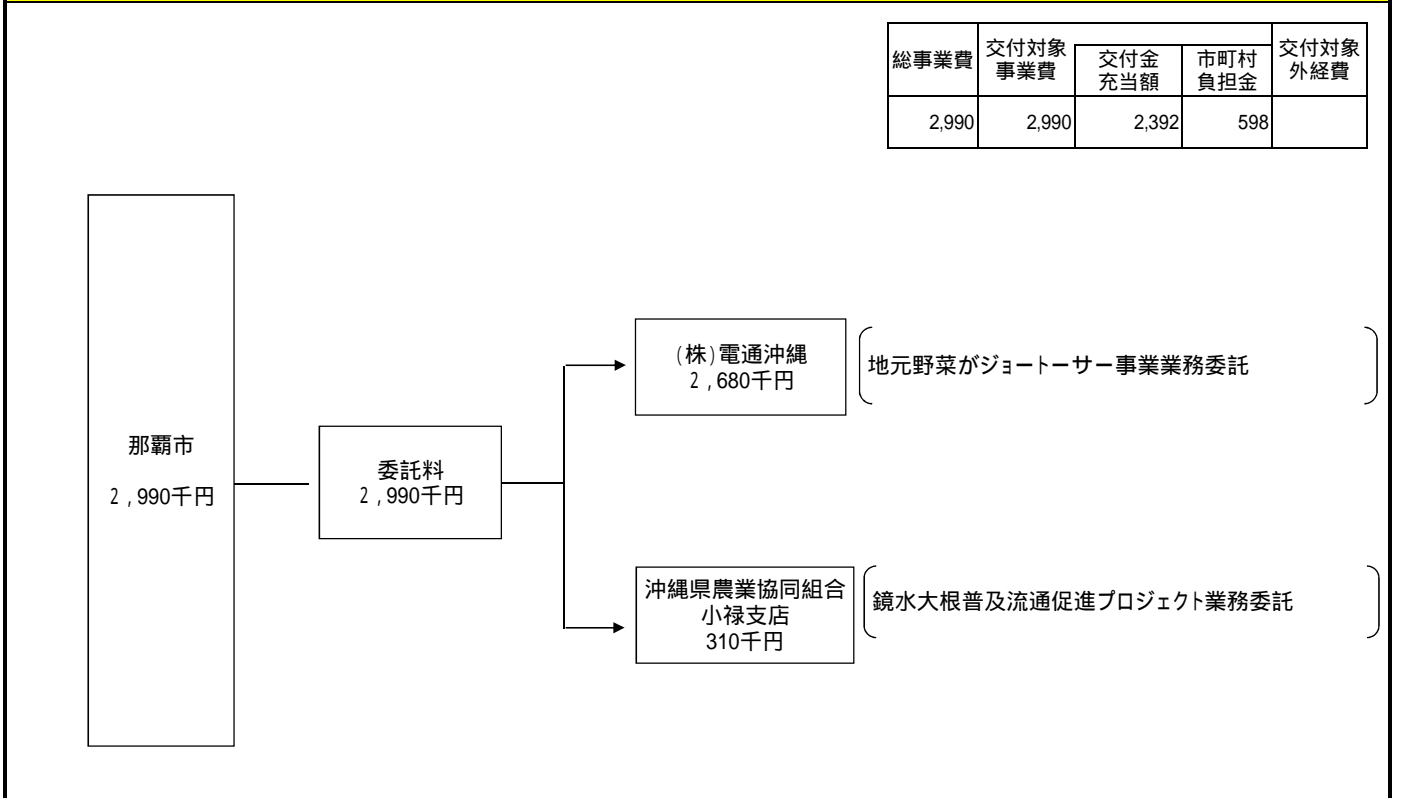 総事業費 交付対象事業費 交付金充当額 市町村負担金 交付対象外経費
2,990 2,990 2,392 598
那覇市
2,990千円
委託料
2,990千円
(株)電通沖縄
2,680千円
地元野菜がジョートーサー事業業務委託
沖縄県農業協同組合
小禄支店
310千円
鏡水大根普及流通促進プロジェクト業務委託